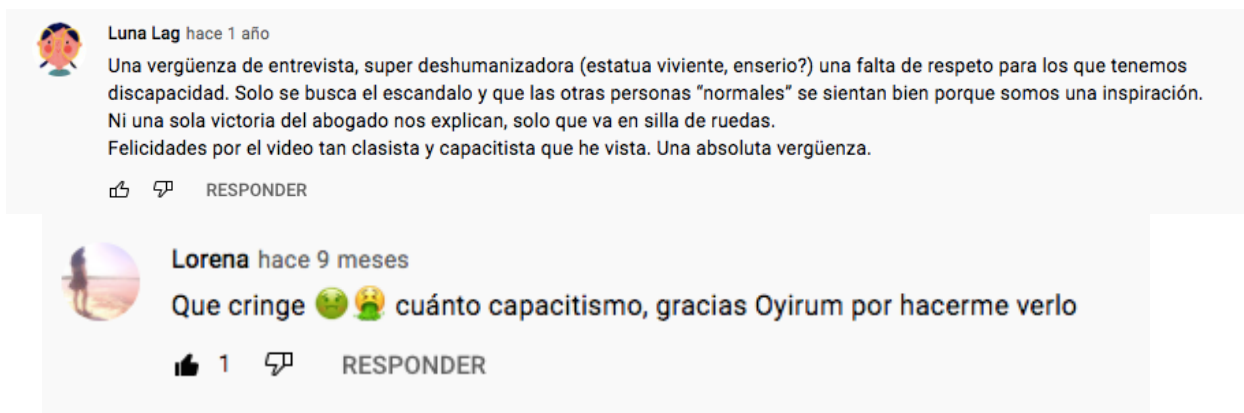 Luna Lag hace 1 año
Una vergüenza de entrevista, super deshumanizadora (estatua viviente, enserio?) una falta de respeto para los que tenemos
discapacidad. Solo se busca el escandalo y que las otras personas “normales” se sientan bien porque somos una inspiración.
Ni una sola victoria del abogado nos explican, solo que va en silla de ruedas.
Felicidades por el video tan clasista y capacitista que he vista. Una absoluta vergüenza.
RESPONDER
Lorena hace 9 meses
Que cringe 🤢🤮 cuánto capacitismo, gracias Oyirum por hacerme verlo
1 RESPONDER